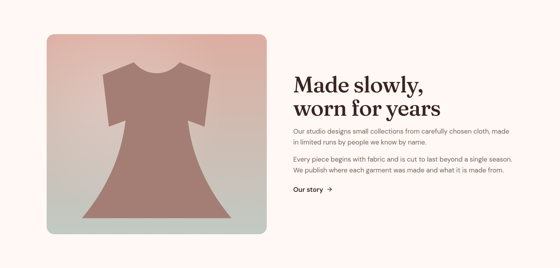 Made slowly,
worn for years
Our studio designs small collections from carefully chosen cloth, made
in limited runs by people we know by name.
Every piece begins with fabric and is cut to last beyond a single season.
We publish where each garment was made and what it is made from.
Our story →